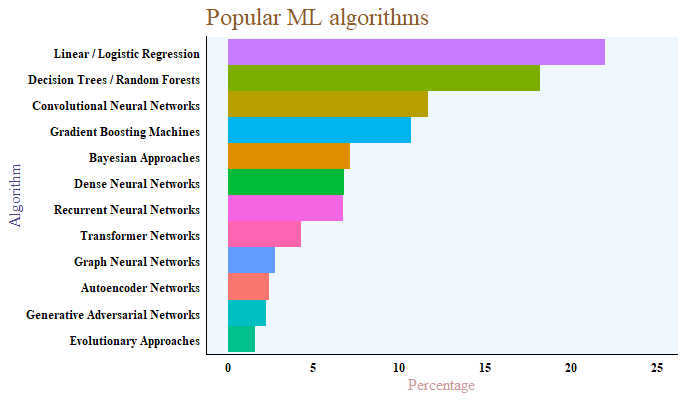 Popular ML algorithms
Algorithm
Linear / Logistic Regression
Decision Trees / Random Forests
Convolutional Neural Networks
Gradient Boosting Machines
Bayesian Approaches
Dense Neural Networks
Recurrent Neural Networks
Transformer Networks
Graph Neural Networks
Autoencoder Networks
Generative Adversarial Networks
Evolutionary Approaches
0 5 10 15 20 25
Percentage